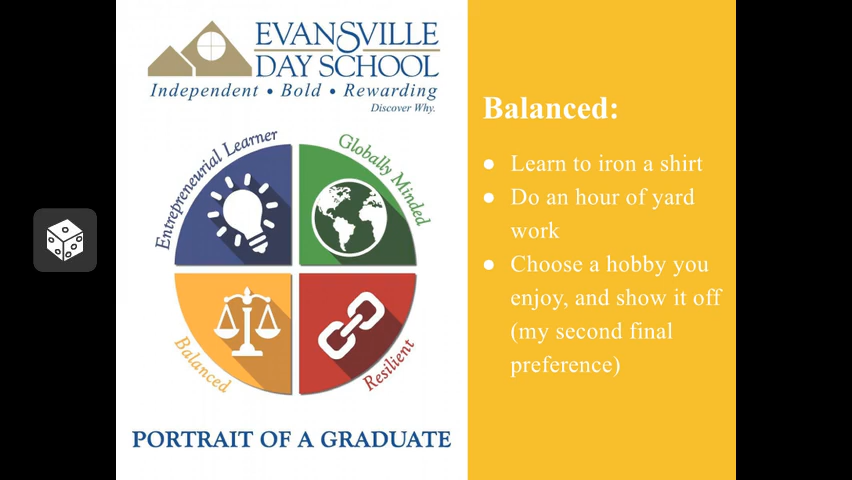 EVANSVILLE
DAY SCHOOL
Independent • Bold • Rewarding
Discover Why.
Entrepreneurial Learner
Globally Minded
Balanced
Resilient
PORTRAIT OF A GRADUATE
Balanced:
● Learn to iron a shirt
● Do an hour of yard
work
● Choose a hobby you
enjoy, and show it off
(my second final
preference)